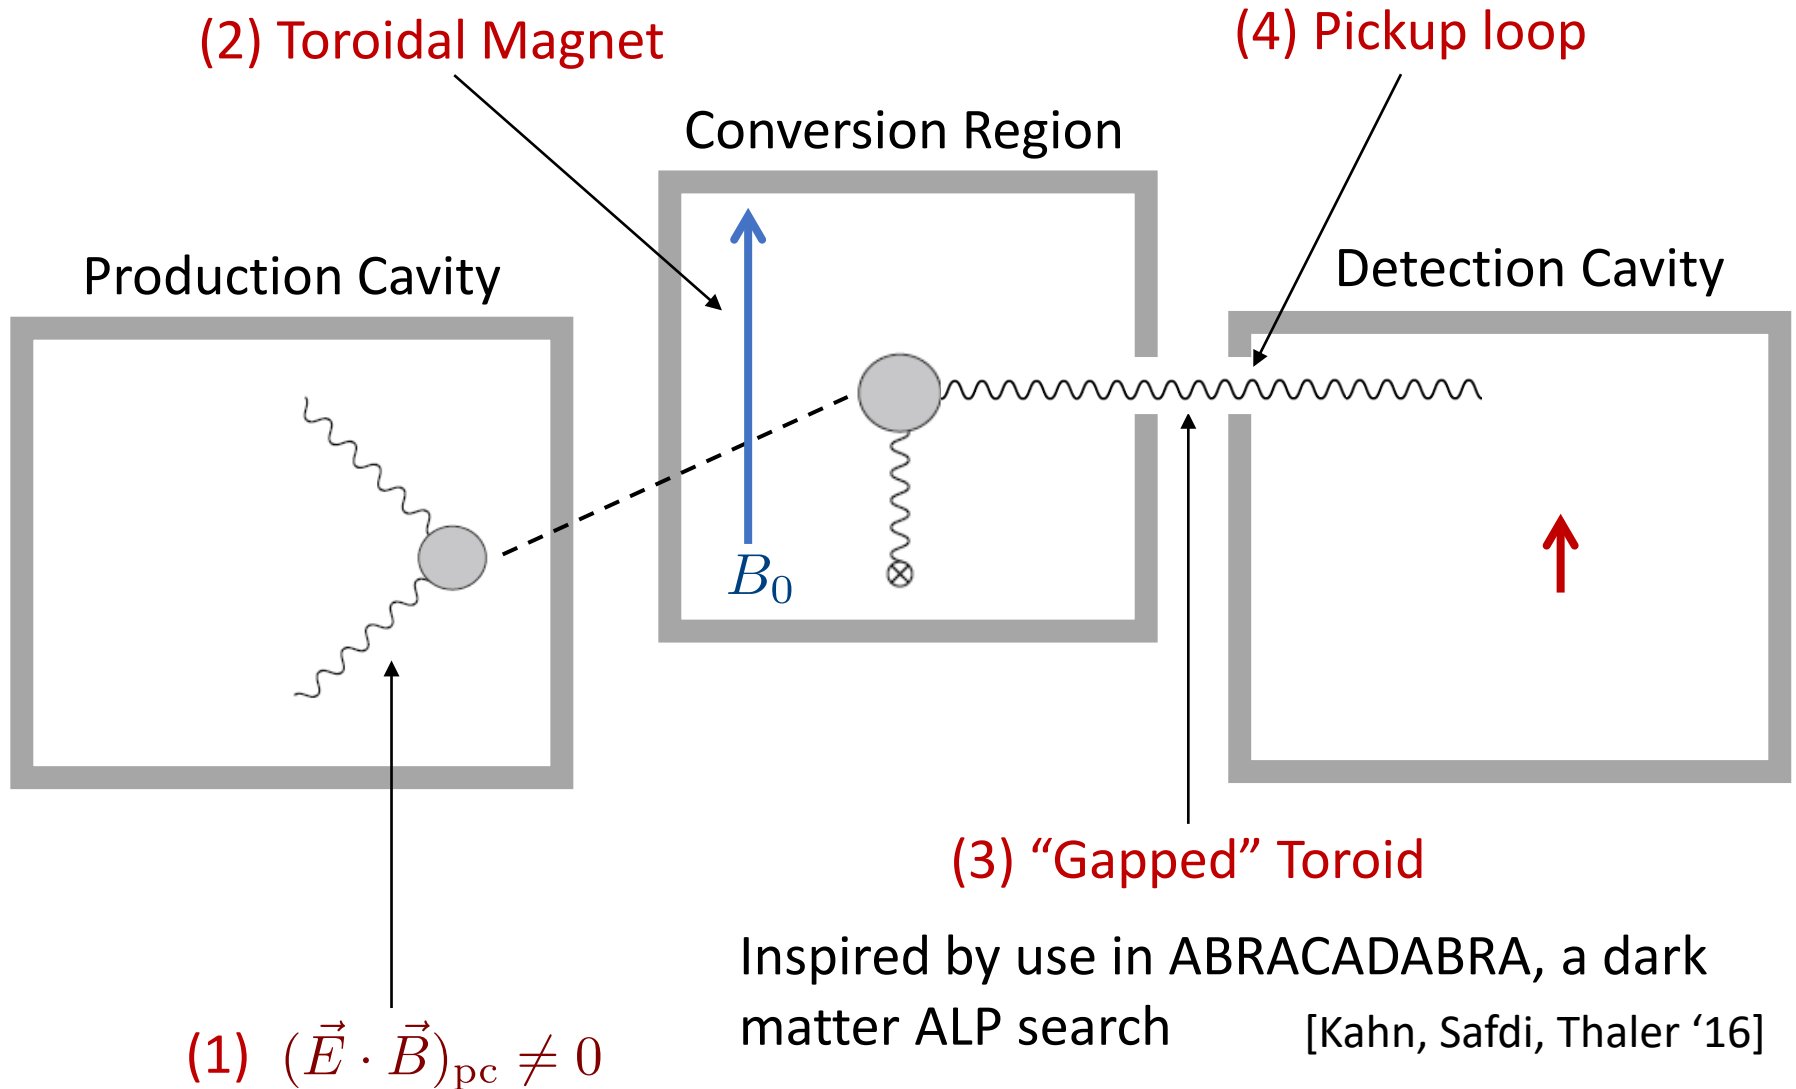 (2) Toroidal Magnet
(4) Pickup loop
Conversion Region
Production Cavity
Detection Cavity
B₀
(3) “Gapped” Toroid
Inspired by use in ABRACADABRA, a dark
matter ALP search
[Kahn, Safdi, Thaler ‘16]
(1) (E⃗ · B⃗)pc ≠ 0